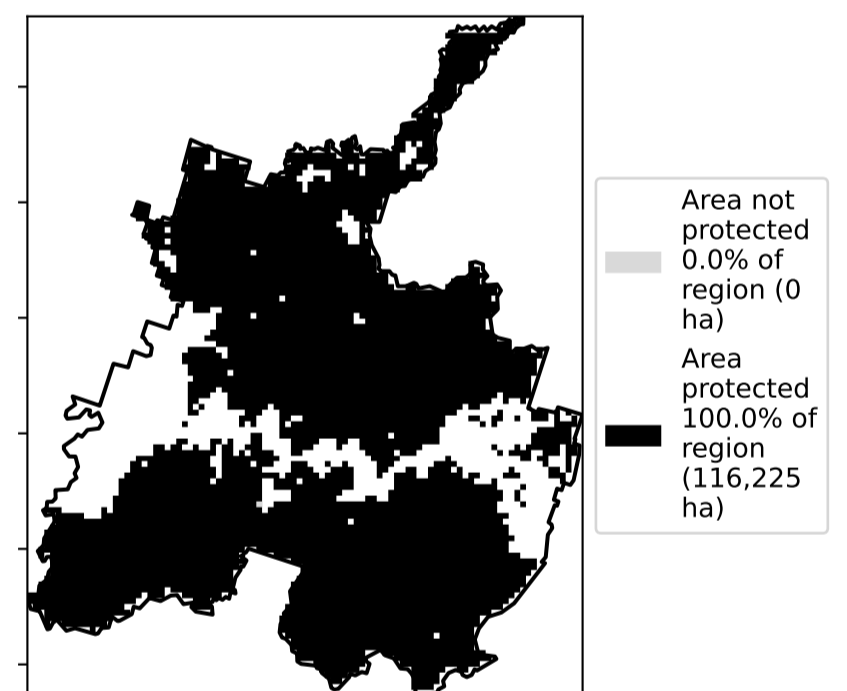 Area not
protected
0.0% of
region (0
ha)
Area
protected
100.0% of
region
(116,225
ha)